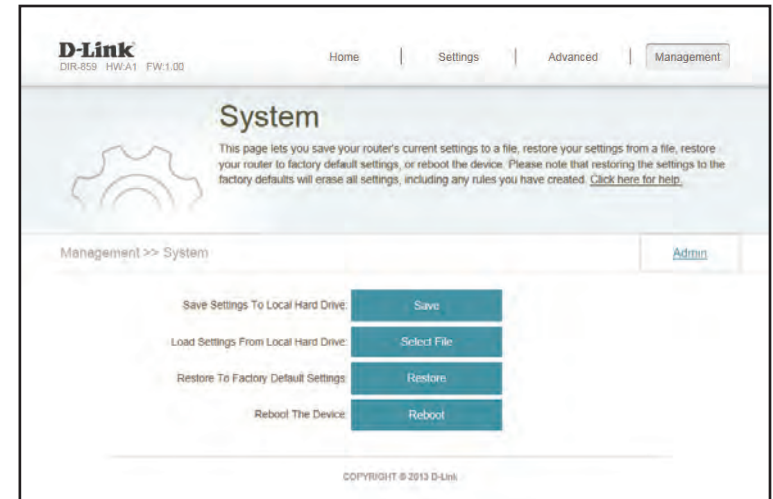 D-Link
DIR-859 HW:A1 FW:1.00
Home | Settings | Advanced | Management
System
This page lets you save your router's current settings to a file, restore your settings from a file, restore
your router to factory default settings, or reboot the device. Please note that restoring the settings to the
factory defaults will erase all settings, including any rules you have created. Click here for help.
Management >> System
Admin
Save Settings To Local Hard Drive: Save
Load Settings From Local Hard Drive: Select File
Restore To Factory Default Settings: Restore
Reboot The Device: Reboot
COPYRIGHT © 2013 D-Link